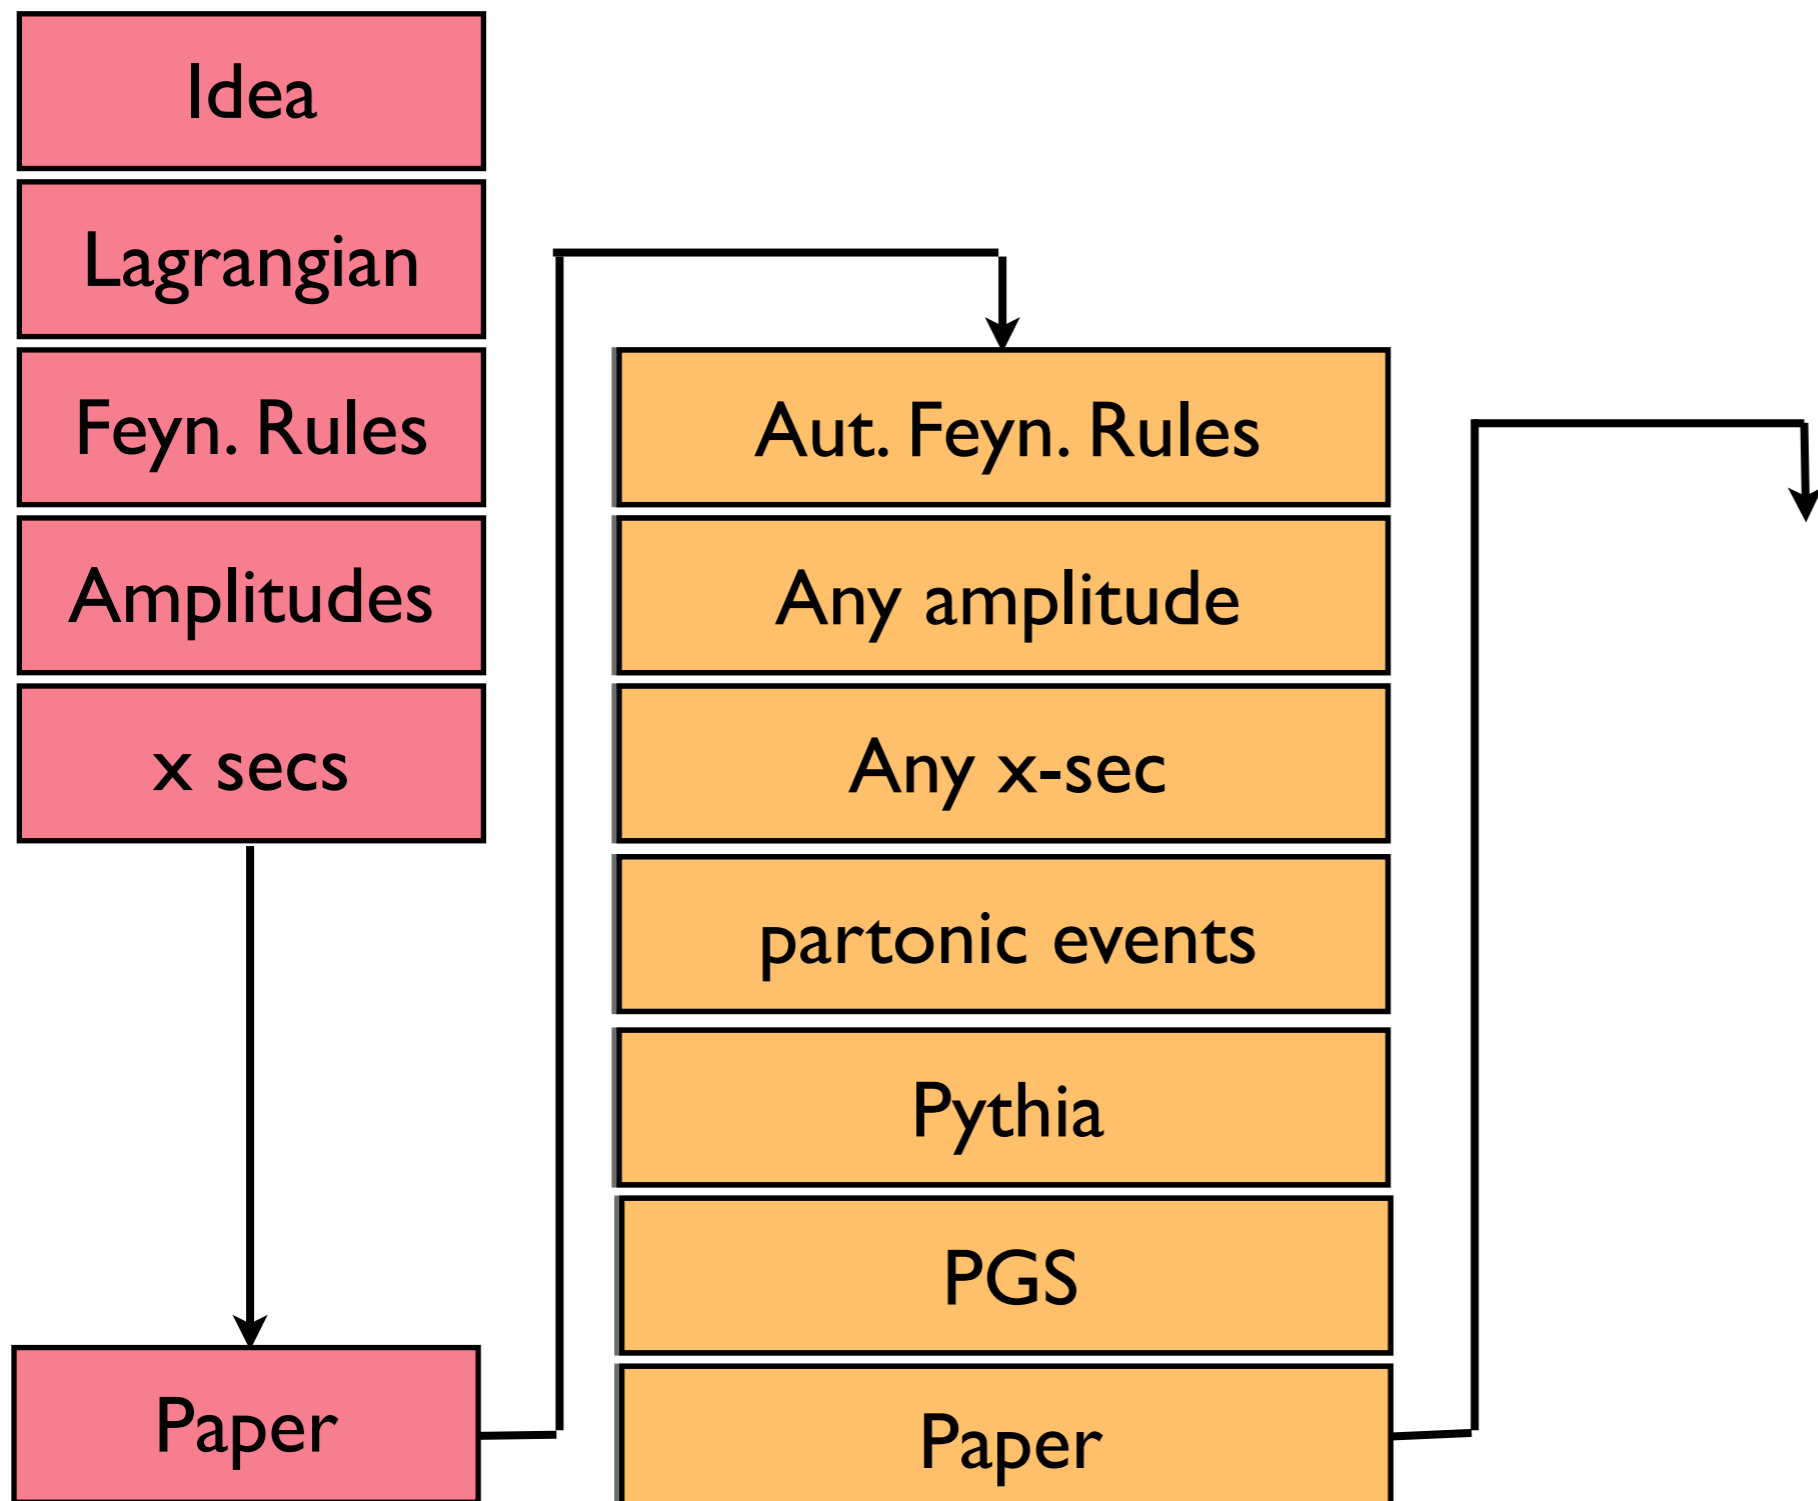 Idea
Lagrangian
Feyn. Rules
Amplitudes
x secs
Paper
Aut. Feyn. Rules
Any amplitude
Any x-sec
partonic events
Pythia
PGS
Paper